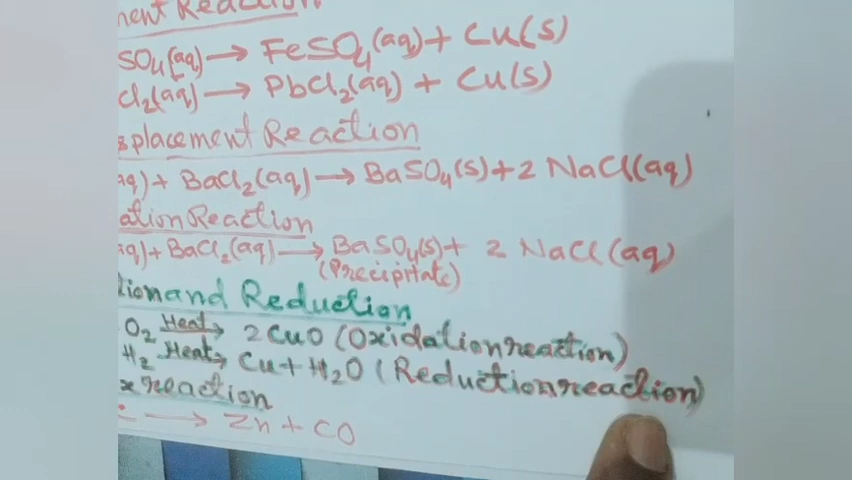 ment Reaction
SO₄(aq) → FeSO₄(aq) + Cu(s)
Cl₂(aq) → PbCl₂(aq) + Cu(s)
splacement Reaction
aq) + BaCl₂(aq) → BaSO₄(s) + 2 NaCl(aq)
ation Reaction
aq) + BaCl₂(aq) → BaSO₄(s) + 2 NaCl(aq)
(Precipitate)
tion and Reduction
O₂ Heat→ 2CuO (Oxidation reaction)
H₂ Heat→ Cu + H₂O (Reduction reaction)
x reaction
→ Zn + CO